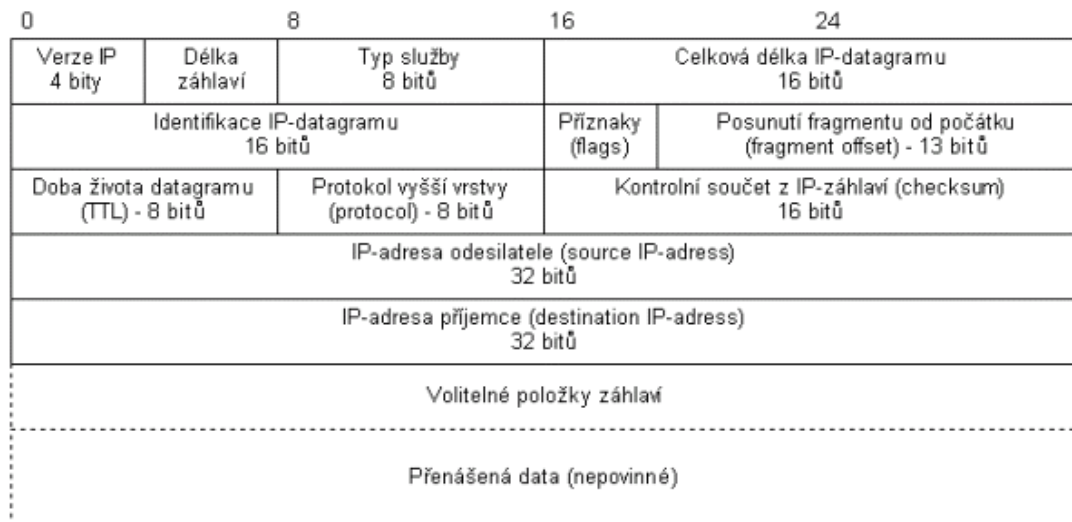 0 8 16 24
Verze IP
4 bity
Délka
záhlaví
Typ služby
8 bitů
Celková délka IP-datagramu
16 bitů
Identifikace IP-datagramu
16 bitů
Příznaky
(flags)
Posunutí fragmentu od počátku
(fragment offset) - 13 bitů
Doba života datagramu
(TTL) - 8 bitů
Protokol vyšší vrstvy
(protocol) - 8 bitů
Kontrolní součet z IP-záhlaví (checksum)
16 bitů
IP-adresa odesilatele (source IP-adress)
32 bitů
IP-adresa příjemce (destination IP-adress)
32 bitů
Volitelné položky záhlaví
Přenášená data (nepovinné)